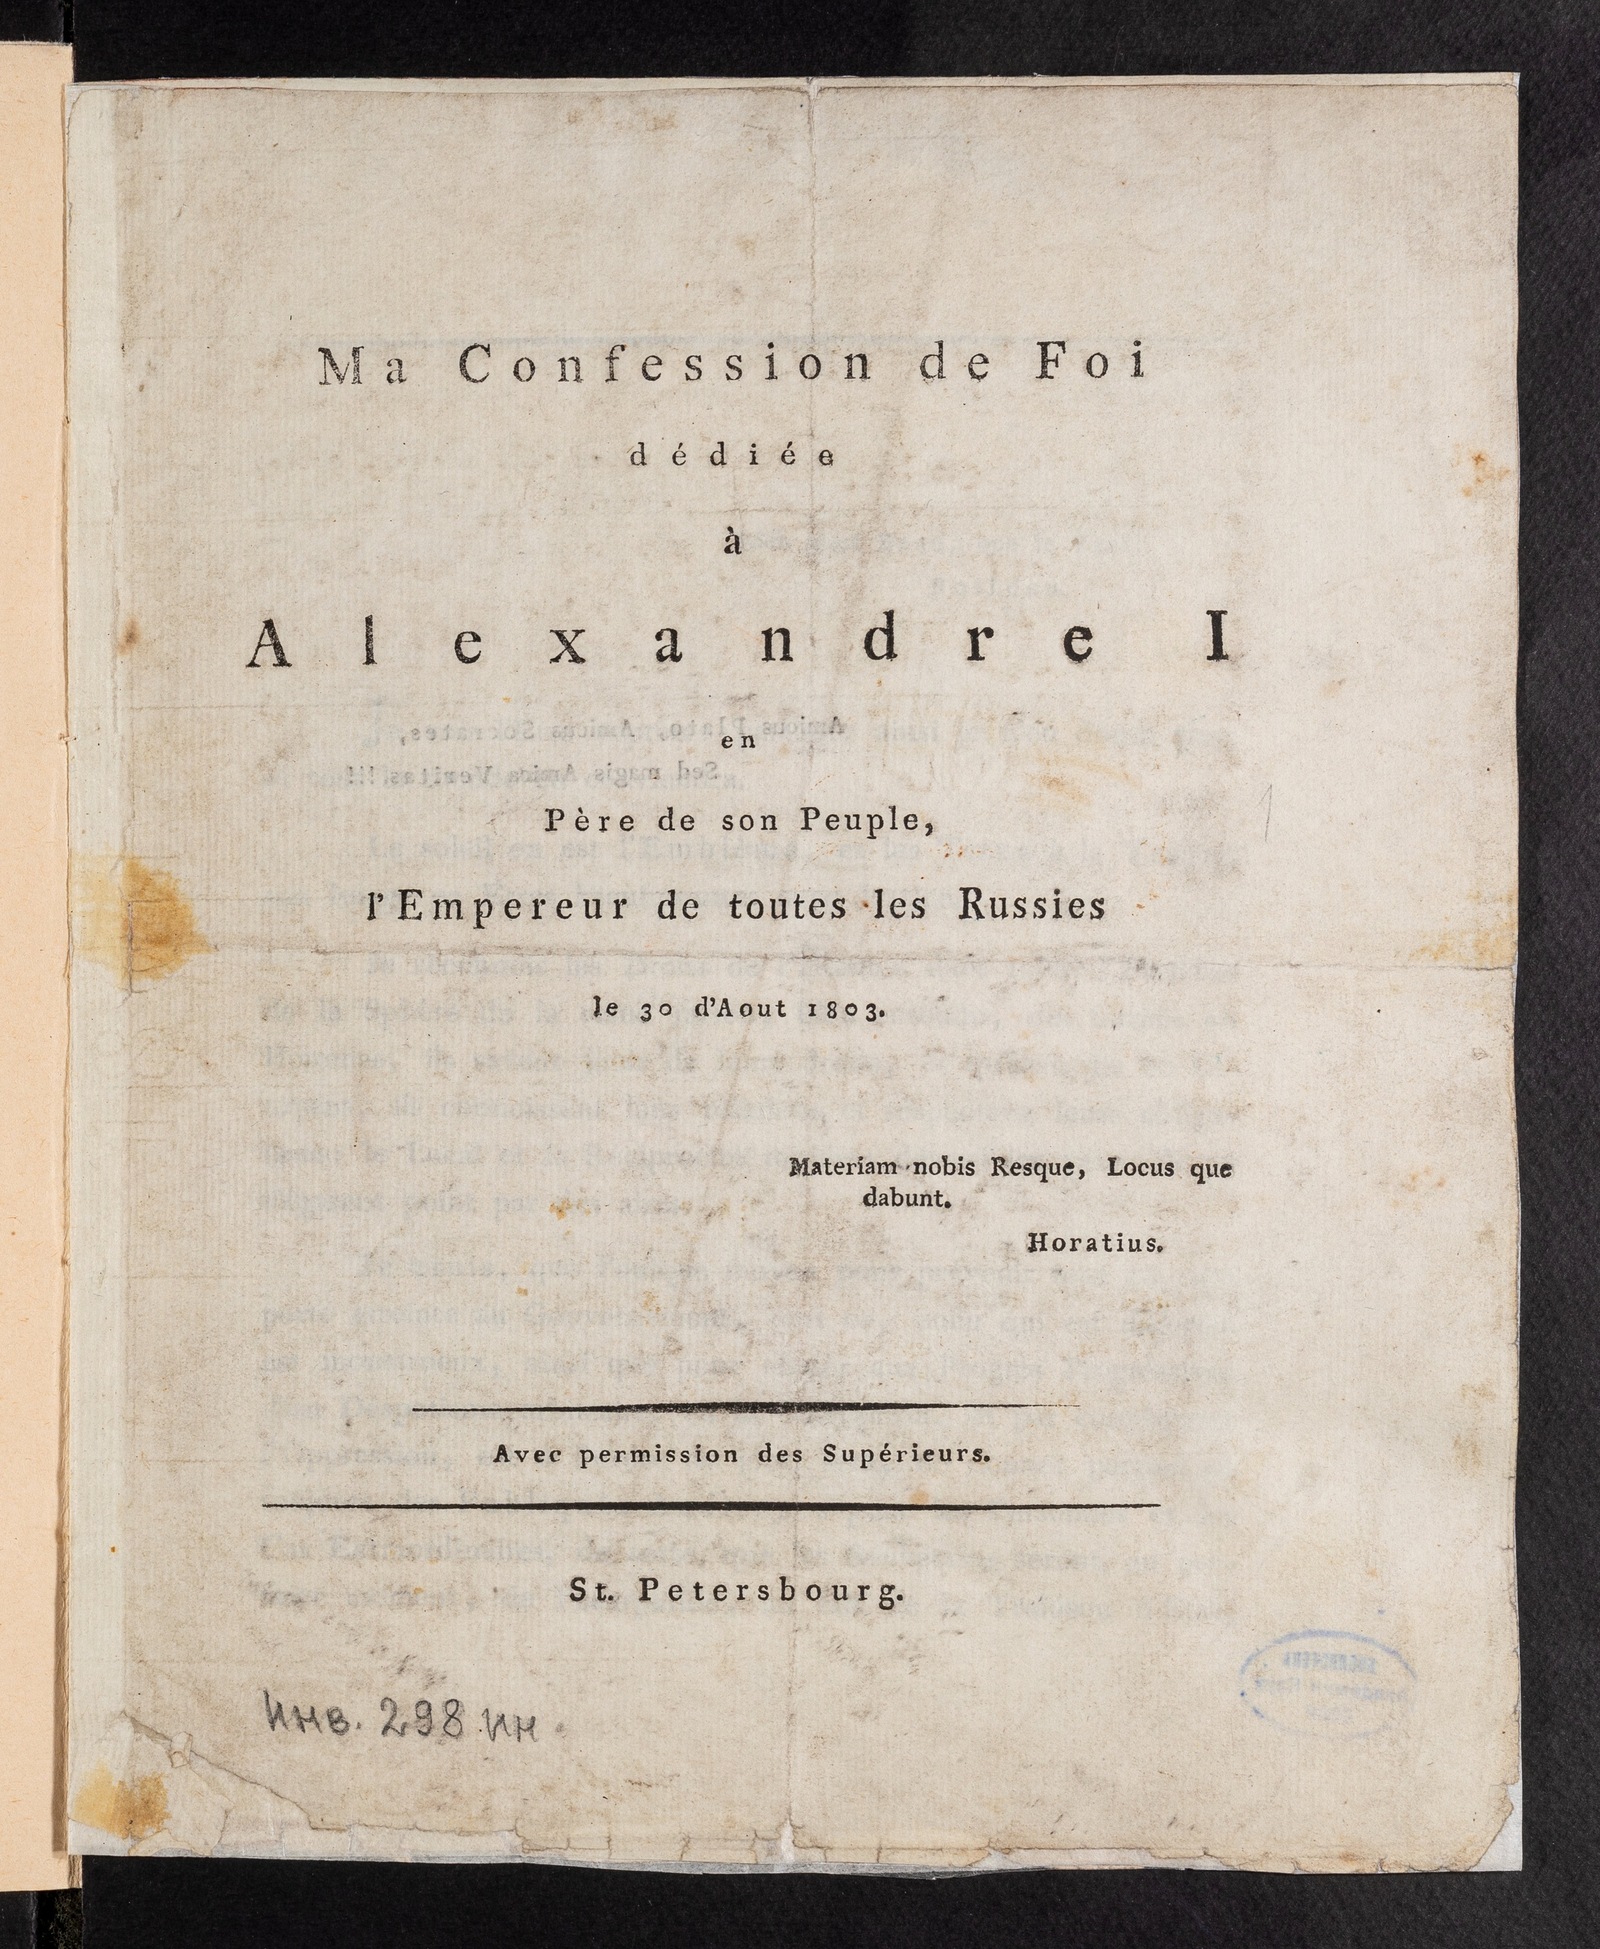 Ma Confession de Foi
dédiée
à
Alexandre I
en
Père de son Peuple,
l'Empereur de toutes les Russies
le 30 d'Aout 1803.
Materiam nobis Resque, Locus que
dabunt.
Horatius.
Avec permission des Supérieurs.
St. Petersbourg.
Инв. 298 ин
Amicus Plato, Amicus Socrates,
Sed magis Amica Veritas!!!